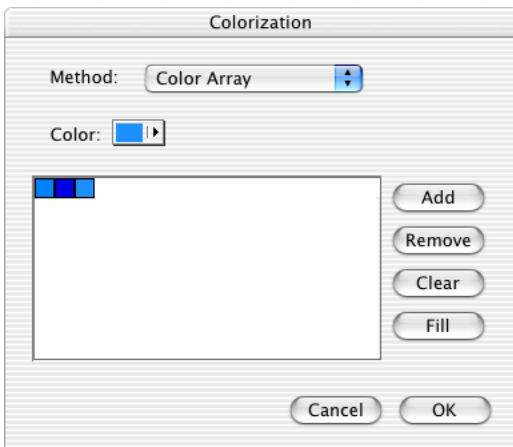 Colorization
Method: Color Array
Color:
Add
Remove
Clear
Fill
Cancel OK